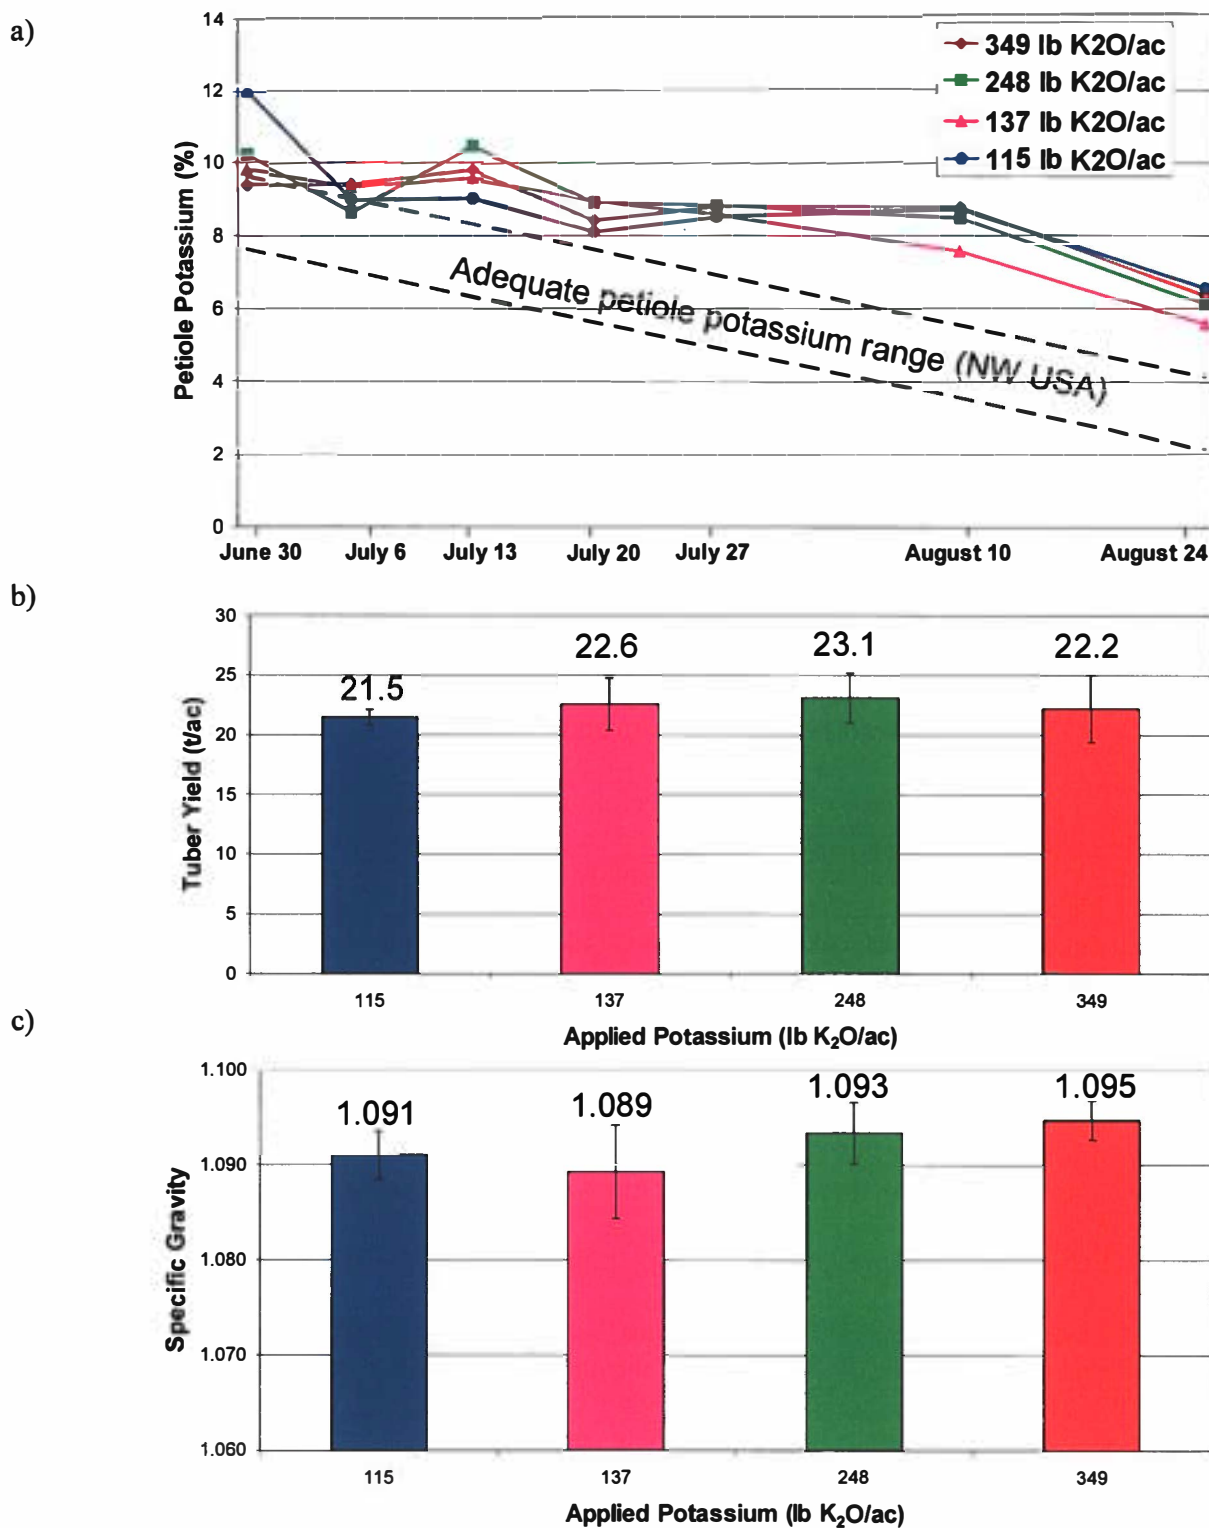 a)
14
12
10
8
6
4
2
0
Petiole Potassium (%)
349 lb K2O/ac
248 lb K2O/ac
137 lb K2O/ac
115 lb K2O/ac
Adequate petiole potassium range (NW USA)
June 30 July 6 July 13 July 20 July 27 August 10 August 24
b)
30
25
20
15
10
5
0
Tuber Yield (t/ac)
21.5 22.6 23.1 22.2
115 137 248 349
Applied Potassium (lb K₂O/ac)
c)
1.100
1.090
1.080
1.070
1.060
Specific Gravity
1.091 1.089 1.093 1.095
115 137 248 349
Applied Potassium (lb K₂O/ac)